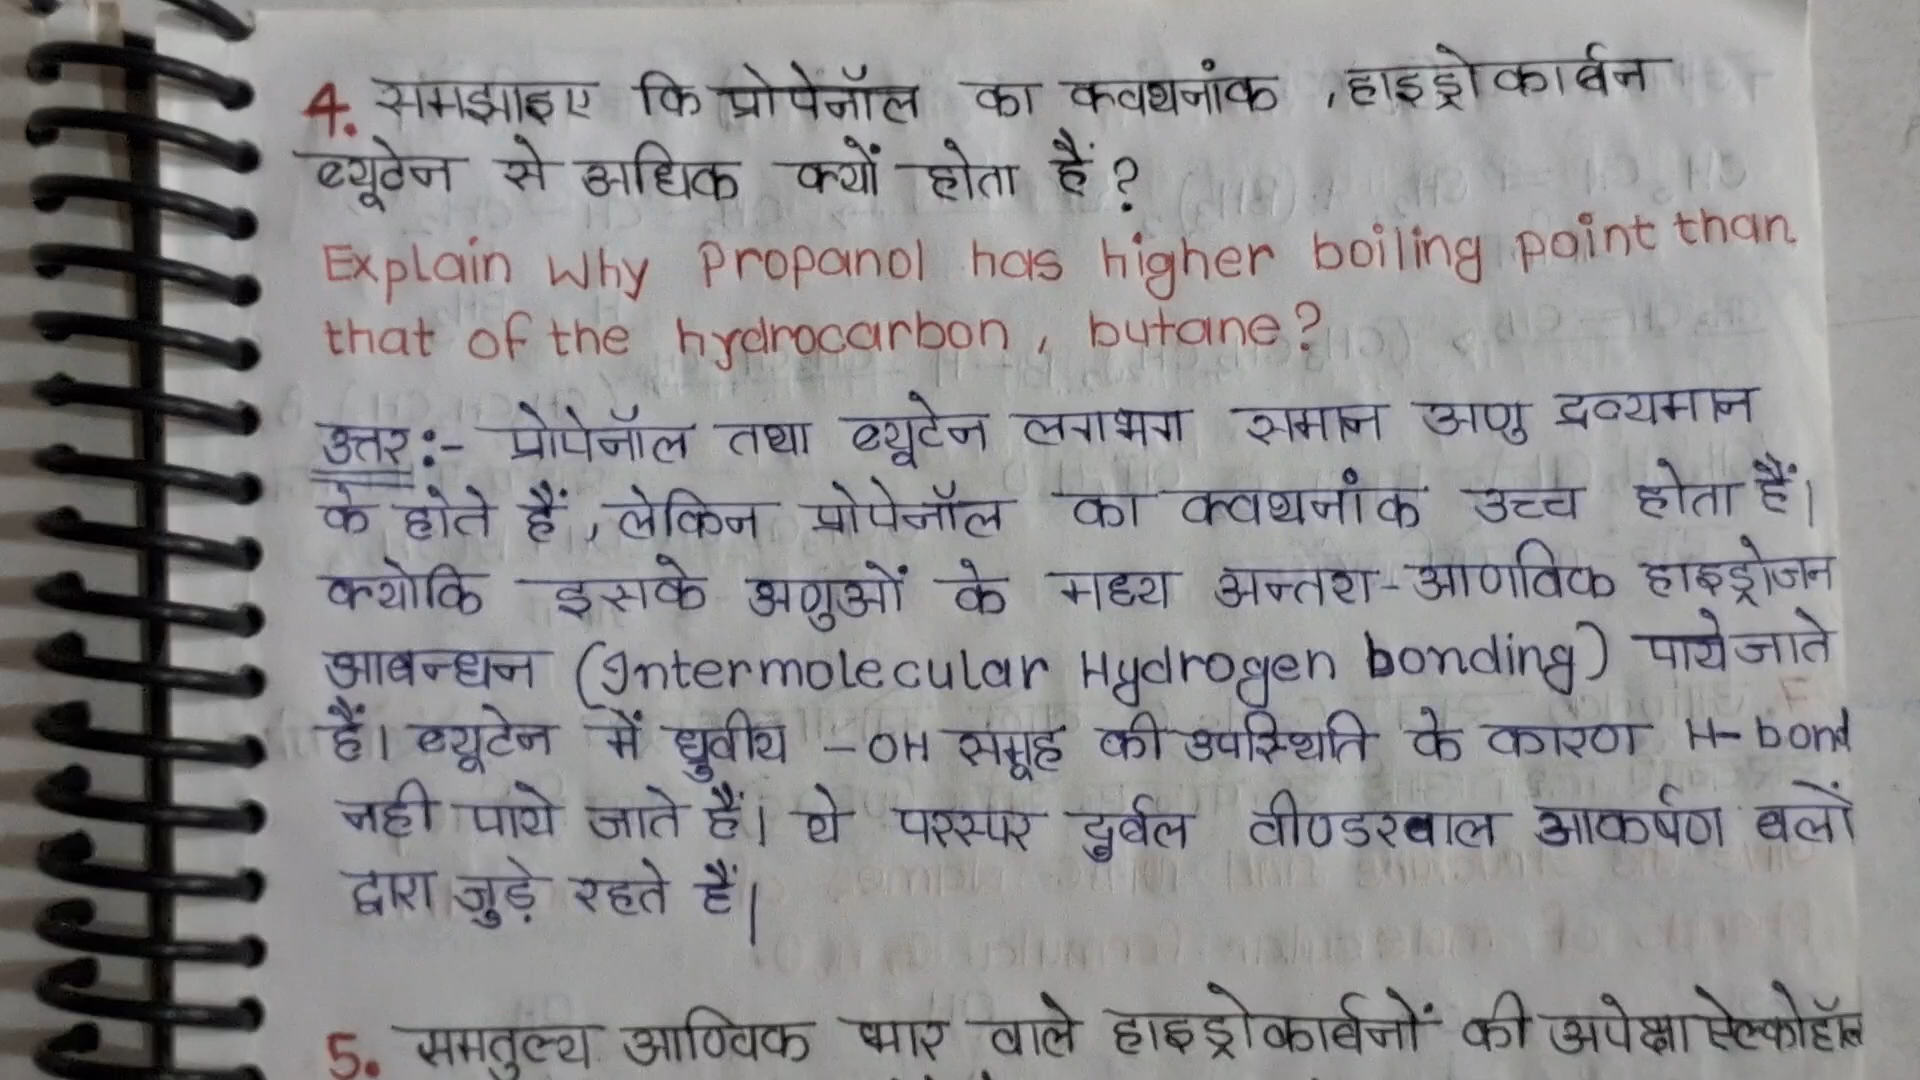 4. समझाइए कि प्रोपेनॉल का कवथनांक , हाइड्रोकार्बन
ब्यूटेन से अधिक क्यों होता हैं ?
Explain why Propanol has higher boiling point than
that of the hydrocarbon , butane?
उत्तर :- प्रोपेनॉल तथा ब्यूटेन लगभग समान अणु द्रव्यमान
के होते हैं , लेकिन प्रोपेनॉल का क्वथनांक उच्च होता हैं।
क्योकि इसके अणुओं के मध्य अन्तरा-आणविक हाइड्रोजन
आबन्धन (Intermolecular Hydrogen bonding) पाये जाते
हैं। ब्यूटेन में ध्रुवीय -OH समूह की उपस्थिति के कारण H-bond
नही पाये जाते हैं। ये परस्पर दुर्बल वीण्डरवाल आकर्षण बलों
द्वारा जुड़े रहते हैं।
5. समतुल्य आण्विक भार वाले हाइड्रोकार्बनों की अपेक्षा ऐल्कोहॉल